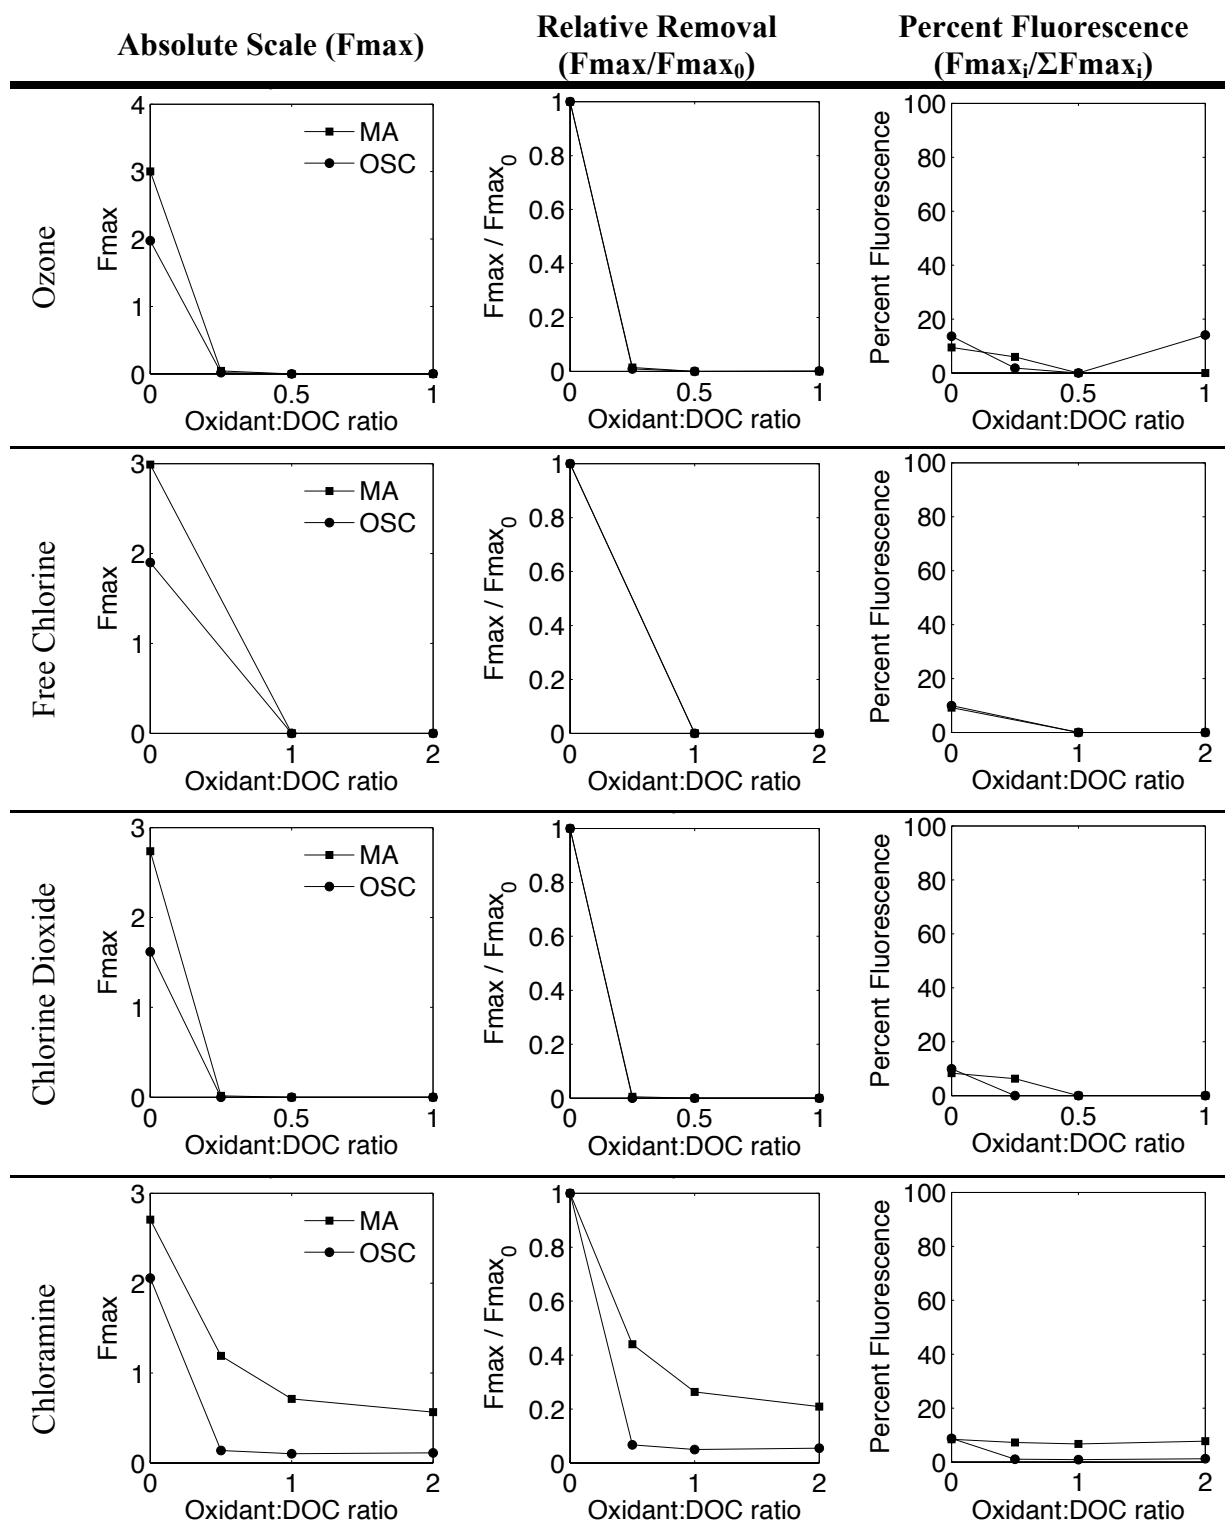 Absolute Scale (Fmax)
Relative Removal
(Fmax/Fmax₀)
Percent Fluorescence
(Fmaxᵢ/ΣFmaxᵢ)
Ozone
Fmax
4
3
2
1
0
MA
OSC
0 0.5 1
Oxidant:DOC ratio
Fmax / Fmax₀
1
0.8
0.6
0.4
0.2
0
0 0.5 1
Oxidant:DOC ratio
Percent Fluorescence
100
80
60
40
20
0
0 0.5 1
Oxidant:DOC ratio
Free Chlorine
Fmax
3
2
1
0
MA
OSC
0 1 2
Oxidant:DOC ratio
Fmax / Fmax₀
1
0.8
0.6
0.4
0.2
0
0 1 2
Oxidant:DOC ratio
Percent Fluorescence
100
80
60
40
20
0
0 1 2
Oxidant:DOC ratio
Chlorine Dioxide
Fmax
3
2
1
0
MA
OSC
0 0.5 1
Oxidant:DOC ratio
Fmax / Fmax₀
1
0.8
0.6
0.4
0.2
0
0 0.5 1
Oxidant:DOC ratio
Percent Fluorescence
100
80
60
40
20
0
0 0.5 1
Oxidant:DOC ratio
Chloramine
Fmax
3
2
1
0
MA
OSC
0 1 2
Oxidant:DOC ratio
Fmax / Fmax₀
1
0.8
0.6
0.4
0.2
0
0 1 2
Oxidant:DOC ratio
Percent Fluorescence
100
80
60
40
20
0
0 1 2
Oxidant:DOC ratio